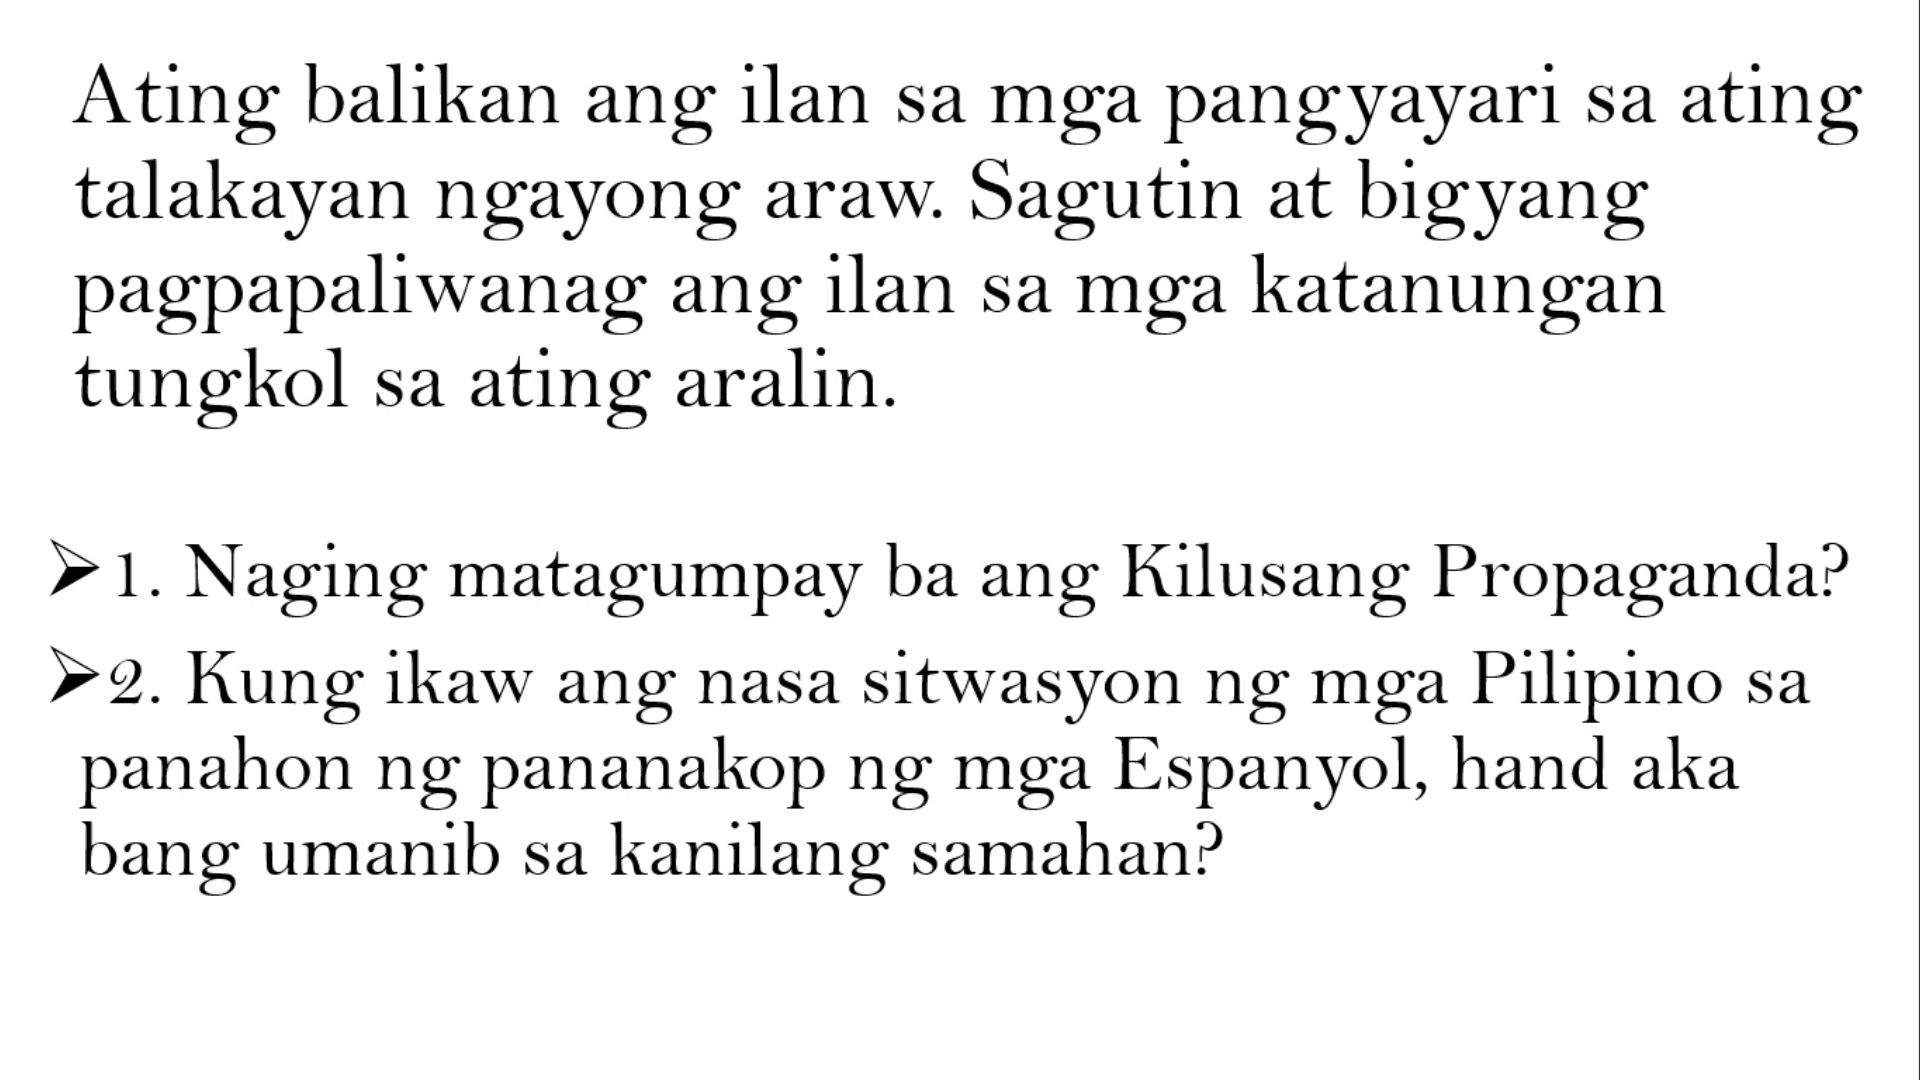 Ating balikan ang ilan sa mga pangyayari sa ating
talakayan ngayong araw. Sagutin at bigyang
pagpapaliwanag ang ilan sa mga katanungan
tungkol sa ating aralin.
➢1. Naging matagumpay ba ang Kilusang Propaganda?
➢2. Kung ikaw ang nasa sitwasyon ng mga Pilipino sa
panahon ng pananakop ng mga Espanyol, hand aka
bang umanib sa kanilang samahan?